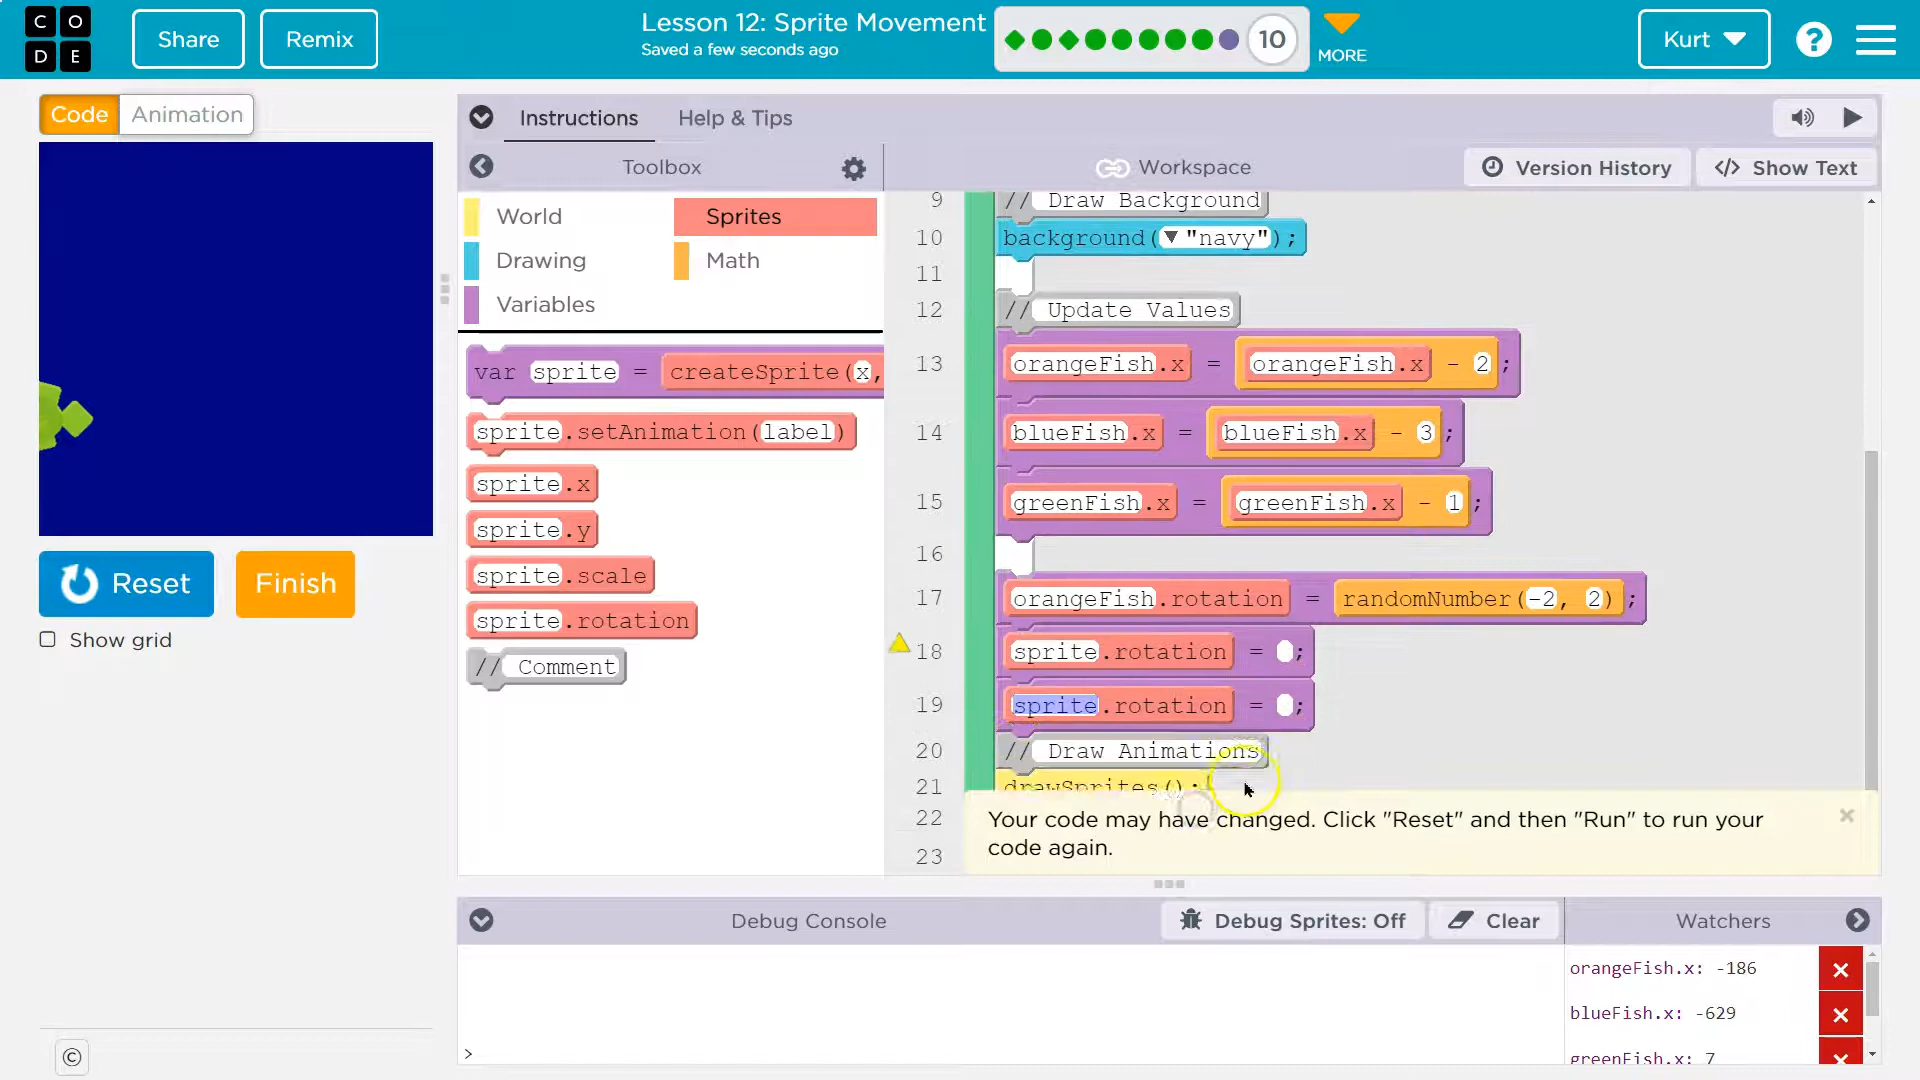 C O
D E
Share
Remix
Lesson 12: Sprite Movement
Saved a few seconds ago
10
MORE
Kurt
?
Code
Animation
Instructions
Help & Tips
Toolbox
Workspace
Version History
</> Show Text
World
Sprites
Drawing
Math
Variables
var sprite = createSprite(x,
sprite.setAnimation(label)
sprite.x
sprite.y
sprite.scale
sprite.rotation
// Comment
9 // Draw Background
10 background("navy");
11
12 // Update Values
13 orangeFish.x = orangeFish.x - 2;
14 blueFish.x = blueFish.x - 3;
15 greenFish.x = greenFish.x - 1;
16
17 orangeFish.rotation = randomNumber(-2, 2);
18 sprite.rotation = ;
19 sprite.rotation = ;
20 // Draw Animations
21 drawSprites();
22
23
Your code may have changed. Click "Reset" and then "Run" to run your
code again.
Reset
Finish
Show grid
Debug Console
Debug Sprites: Off
Clear
Watchers
orangeFish.x: -186
blueFish.x: -629
greenFish.x: 7
>
©